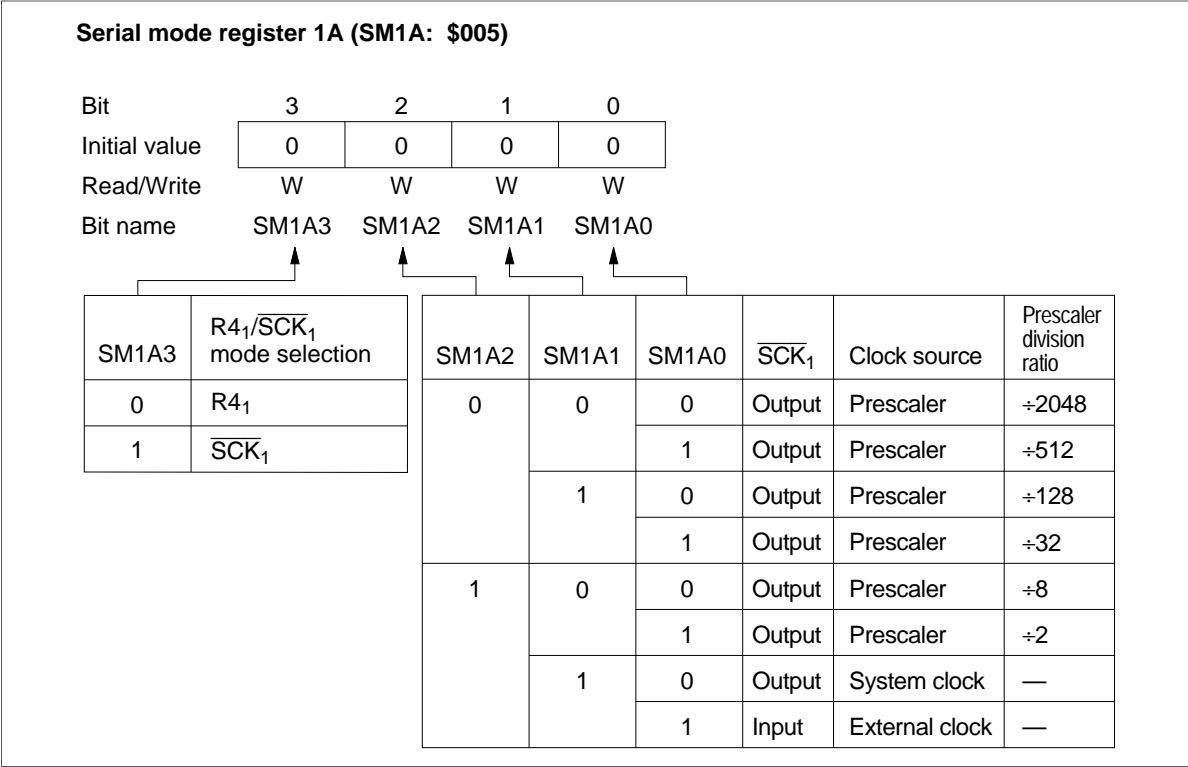 Serial mode register 1A (SM1A: $005)
Bit 3 2 1 0
Initial value 0 0 0 0
Read/Write W W W W
Bit name SM1A3 SM1A2 SM1A1 SM1A0
SM1A3 R4₁/S̅C̅K̅₁ mode selection
0 R4₁
1 S̅C̅K̅₁
SM1A2 SM1A1 SM1A0 S̅C̅K̅₁ Clock source Prescaler division ratio
0 0 0 Output Prescaler ÷2048
1 Output Prescaler ÷512
1 0 Output Prescaler ÷128
1 Output Prescaler ÷32
1 0 0 Output Prescaler ÷8
1 Output Prescaler ÷2
1 0 Output System clock —
1 Input External clock —